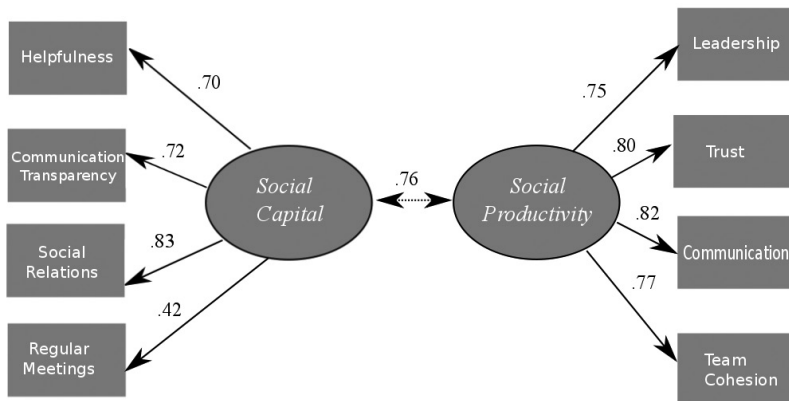 Helpfulness
Communication
Transparency
Social
Relations
Regular
Meetings
.70
.72
.83
.42
Social
Capital
.76
Social
Productivity
.75
.80
.82
.77
Leadership
Trust
Communication
Team
Cohesion